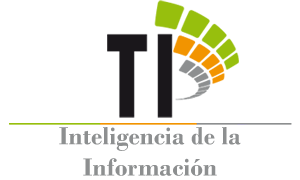 TI
Inteligencia de la
Información